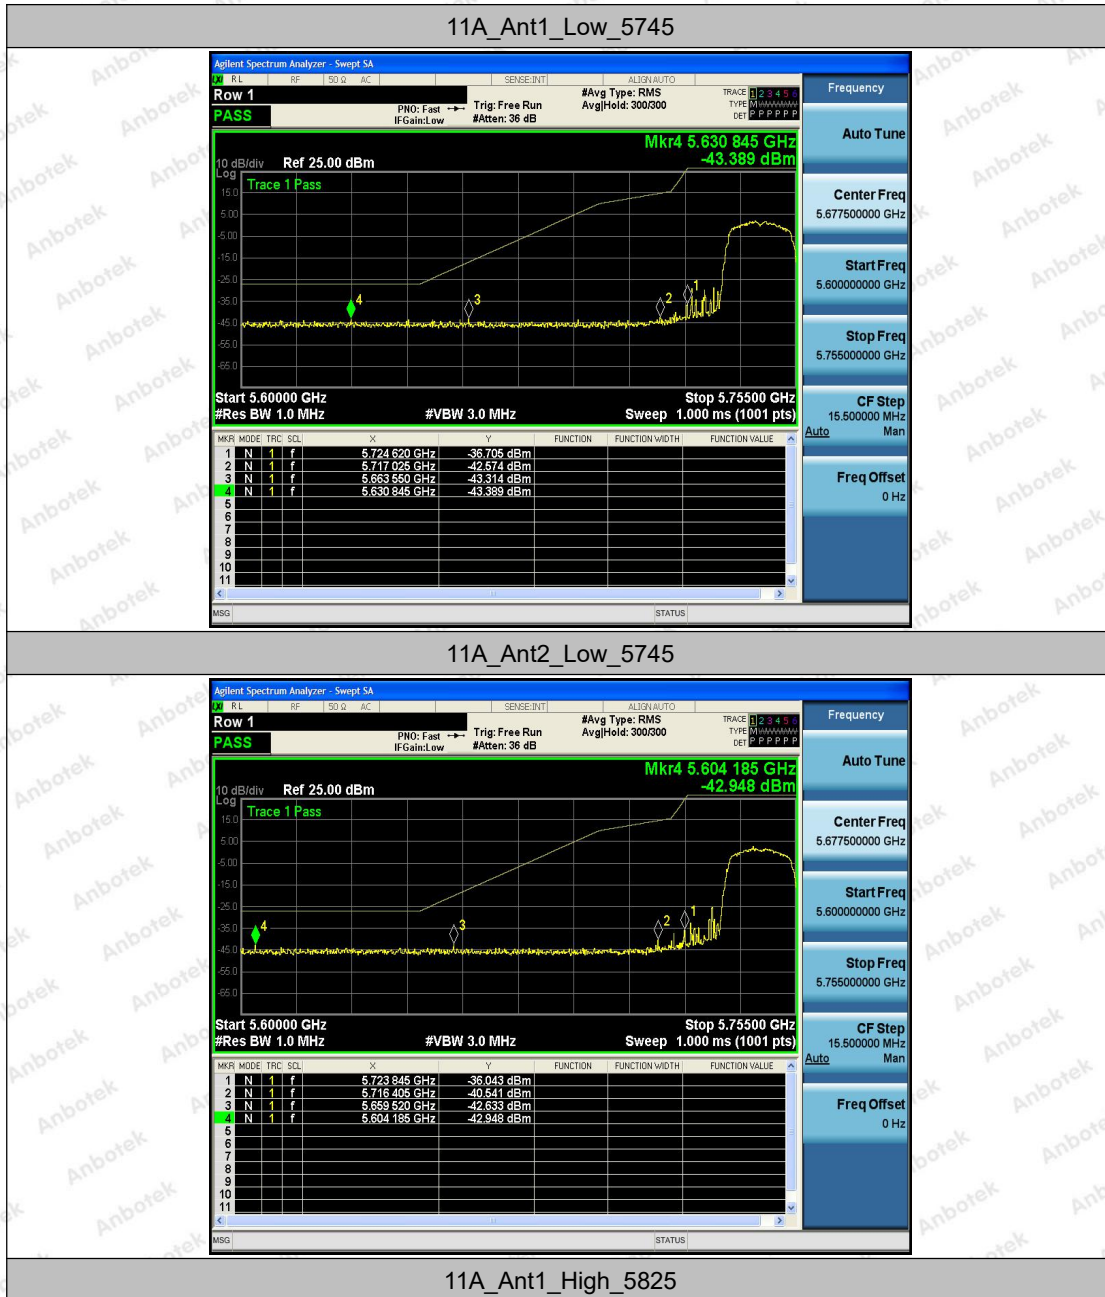 11A_Ant1_Low_5745
Agilent Spectrum Analyzer - Swept SA
LXI RL RF 50 Ω AC SENSE:INT ALIGNAUTO
Row 1
PASS
PNO: Fast
IFGain:Low
Trig: Free Run
#Atten: 36 dB
#Avg Type: RMS
Avg|Hold: 300/300
TRACE 1 2 3 4 5 6
TYPE M
DET P P P P P P
Mkr4 5.630 845 GHz
-43.389 dBm
10 dB/div Ref 25.00 dBm
Log
Trace 1 Pass
15.0
5.00
-5.00
-15.0
-25.0
-35.0
-45.0
-55.0
-65.0
4
3
2
1
Start 5.60000 GHz Stop 5.75500 GHz
#Res BW 1.0 MHz #VBW 3.0 MHz Sweep 1.000 ms (1001 pts)
MKR MODE TRC SCL X Y FUNCTION FUNCTION WIDTH FUNCTION VALUE
1 N 1 f 5.724 620 GHz -36.705 dBm
2 N 1 f 5.717 025 GHz -42.574 dBm
3 N 1 f 5.663 550 GHz -43.314 dBm
4 N 1 f 5.630 845 GHz -43.389 dBm
5
6
7
8
9
10
11
MSG STATUS
Frequency
Auto Tune
Center Freq
5.677500000 GHz
Start Freq
5.600000000 GHz
Stop Freq
5.755000000 GHz
CF Step
15.500000 MHz
Auto Man
Freq Offset
0 Hz
11A_Ant2_Low_5745
Agilent Spectrum Analyzer - Swept SA
LXI RL RF 50 Ω AC SENSE:INT ALIGNAUTO
Row 1
PASS
PNO: Fast
IFGain:Low
Trig: Free Run
#Atten: 36 dB
#Avg Type: RMS
Avg|Hold: 300/300
TRACE 1 2 3 4 5 6
TYPE M
DET P P P P P P
Mkr4 5.604 185 GHz
-42.948 dBm
10 dB/div Ref 25.00 dBm
Log
Trace 1 Pass
15.0
5.00
-5.00
-15.0
-25.0
-35.0
-45.0
-55.0
-65.0
4
3
2
1
Start 5.60000 GHz Stop 5.75500 GHz
#Res BW 1.0 MHz #VBW 3.0 MHz Sweep 1.000 ms (1001 pts)
MKR MODE TRC SCL X Y FUNCTION FUNCTION WIDTH FUNCTION VALUE
1 N 1 f 5.723 845 GHz -36.043 dBm
2 N 1 f 5.716 405 GHz -40.541 dBm
3 N 1 f 5.659 520 GHz -42.633 dBm
4 N 1 f 5.604 185 GHz -42.948 dBm
5
6
7
8
9
10
11
MSG STATUS
Frequency
Auto Tune
Center Freq
5.677500000 GHz
Start Freq
5.600000000 GHz
Stop Freq
5.755000000 GHz
CF Step
15.500000 MHz
Auto Man
Freq Offset
0 Hz
11A_Ant1_High_5825